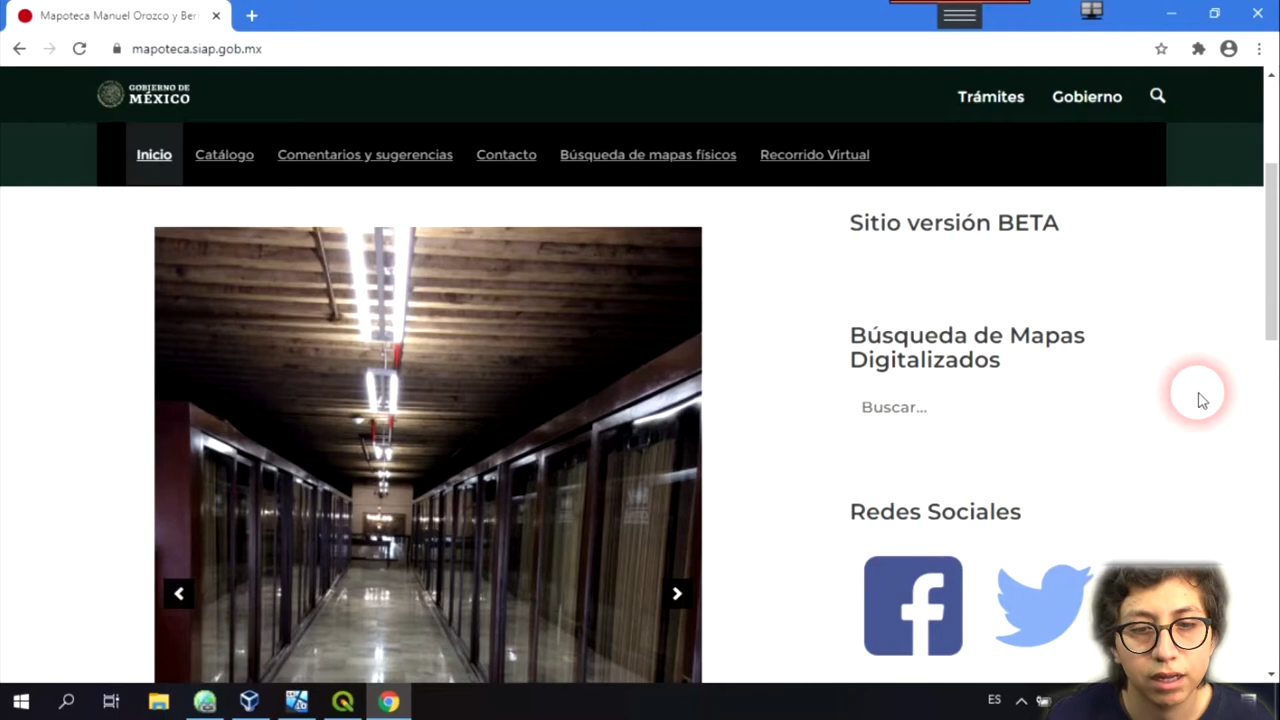 Mapoteca Manuel Orozco y Ber
mapoteca.siap.gob.mx
GOBIERNO DE
MÉXICO
Trámites Gobierno
Inicio Catálogo Comentarios y sugerencias Contacto Búsqueda de mapas físicos Recorrido Virtual
Sitio versión BETA
Búsqueda de Mapas
Digitalizados
Buscar...
Redes Sociales
ES